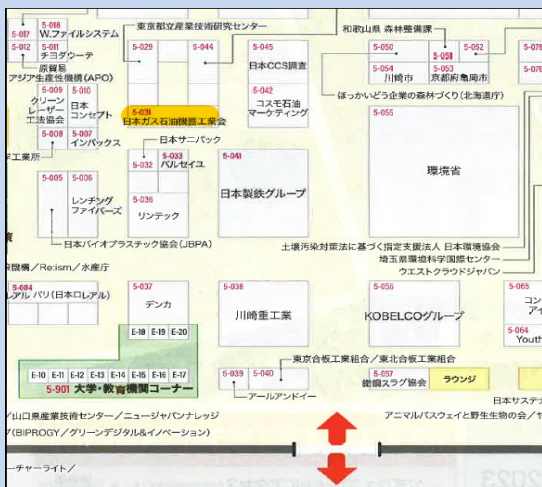 5-018
W.ファイルシステム
5-017
5-012
5-011
チヨダウーテ
原貿易
アジア生産性機構(APO)
5-009
クリーン
レーザー
工法協会
5-010
日本
コンセプト
5-008
5-007
インバックス
学工業所
5-005
5-006
レンチング
ファイバーズ
日本バイオプラスチック協会(JBPA)
機構/Re:ism/水産庁
5-004
レアル パリ(日本ロレアル)
東京都立産業技術研究センター
5-029
5-044
5-031
日本ガス石油機器工業会
日本サニパック
5-032
5-033
パルセイユ
5-036
リンテック
5-045
日本CCS調査
5-042
コスモ石油
マーケティング
5-041
日本製鉄グループ
和歌山県 森林整備課
5-050
5-051
5-052
5-054
川崎市
5-053
京都府亀岡市
5-076
5-075
ほっかいどう企業の森林づくり(北海道庁)
5-055
環境省
土壌汚染対策法に基づく指定支援法人 日本環境協会
埼玉県環境科学国際センター
ウエストクラウドジャパン
5-037
デンカ
E-18 E-19 E-20
E-10 E-11 E-12 E-13 E-14 E-15 E-16 E-17
5-901 大学・教育機関コーナー
5-038
川崎重工業
5-056
KOBELCOグループ
5-065
コン
アイ
5-064
Youth
東京合板工業組合/東北合板工業組合
5-039
5-040
アールアンドイー
5-057
鐵鋼スラグ協会
ラウンジ
日本サステナ
アニマルパスウェイと野生生物の会/ヤ
/山口県産業技術センター/ニュージャパンナレッジ
(BIPROGY/グリーンデジタル&イノベーション)
ーチャーライト/